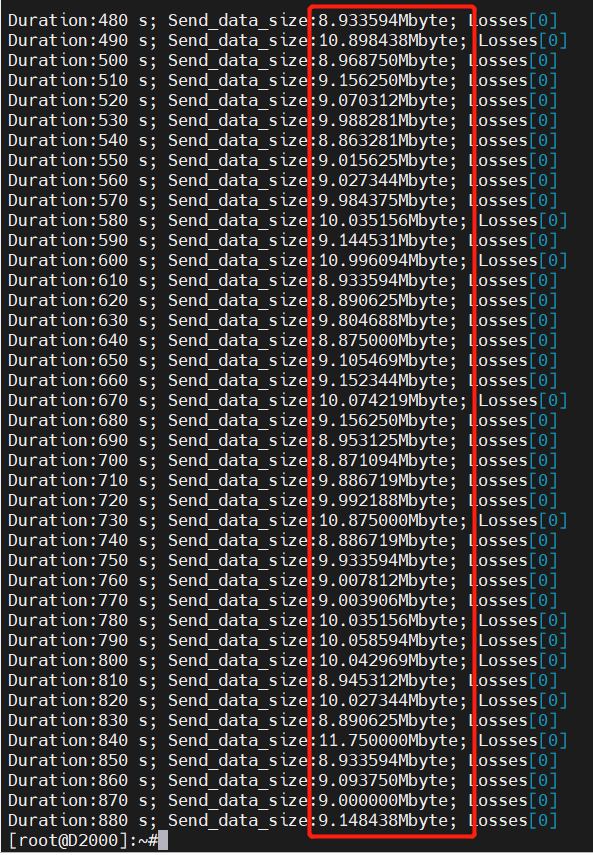 Duration:480 s; Send_data_size:8.933594Mbyte; Losses[0]
Duration:490 s; Send_data_size:10.898438Mbyte; Losses[0]
Duration:500 s; Send_data_size:8.968750Mbyte; Losses[0]
Duration:510 s; Send_data_size:9.156250Mbyte; Losses[0]
Duration:520 s; Send_data_size:9.070312Mbyte; Losses[0]
Duration:530 s; Send_data_size:9.988281Mbyte; Losses[0]
Duration:540 s; Send_data_size:8.863281Mbyte; Losses[0]
Duration:550 s; Send_data_size:9.015625Mbyte; Losses[0]
Duration:560 s; Send_data_size:9.027344Mbyte; Losses[0]
Duration:570 s; Send_data_size:9.984375Mbyte; Losses[0]
Duration:580 s; Send_data_size:10.035156Mbyte; Losses[0]
Duration:590 s; Send_data_size:9.144531Mbyte; Losses[0]
Duration:600 s; Send_data_size:10.996094Mbyte; Losses[0]
Duration:610 s; Send_data_size:8.933594Mbyte; Losses[0]
Duration:620 s; Send_data_size:8.890625Mbyte; Losses[0]
Duration:630 s; Send_data_size:9.804688Mbyte; Losses[0]
Duration:640 s; Send_data_size:8.875000Mbyte; Losses[0]
Duration:650 s; Send_data_size:9.105469Mbyte; Losses[0]
Duration:660 s; Send_data_size:9.152344Mbyte; Losses[0]
Duration:670 s; Send_data_size:10.074219Mbyte; Losses[0]
Duration:680 s; Send_data_size:9.156250Mbyte; Losses[0]
Duration:690 s; Send_data_size:8.953125Mbyte; Losses[0]
Duration:700 s; Send_data_size:8.871094Mbyte; Losses[0]
Duration:710 s; Send_data_size:9.886719Mbyte; Losses[0]
Duration:720 s; Send_data_size:9.992188Mbyte; Losses[0]
Duration:730 s; Send_data_size:10.875000Mbyte; Losses[0]
Duration:740 s; Send_data_size:8.886719Mbyte; Losses[0]
Duration:750 s; Send_data_size:9.933594Mbyte; Losses[0]
Duration:760 s; Send_data_size:9.007812Mbyte; Losses[0]
Duration:770 s; Send_data_size:9.003906Mbyte; Losses[0]
Duration:780 s; Send_data_size:10.035156Mbyte; Losses[0]
Duration:790 s; Send_data_size:10.058594Mbyte; Losses[0]
Duration:800 s; Send_data_size:10.042969Mbyte; Losses[0]
Duration:810 s; Send_data_size:8.945312Mbyte; Losses[0]
Duration:820 s; Send_data_size:10.027344Mbyte; Losses[0]
Duration:830 s; Send_data_size:8.890625Mbyte; Losses[0]
Duration:840 s; Send_data_size:11.750000Mbyte; Losses[0]
Duration:850 s; Send_data_size:8.933594Mbyte; Losses[0]
Duration:860 s; Send_data_size:9.093750Mbyte; Losses[0]
Duration:870 s; Send_data_size:9.000000Mbyte; Losses[0]
Duration:880 s; Send_data_size:9.148438Mbyte; Losses[0]
[root@D2000]:~#